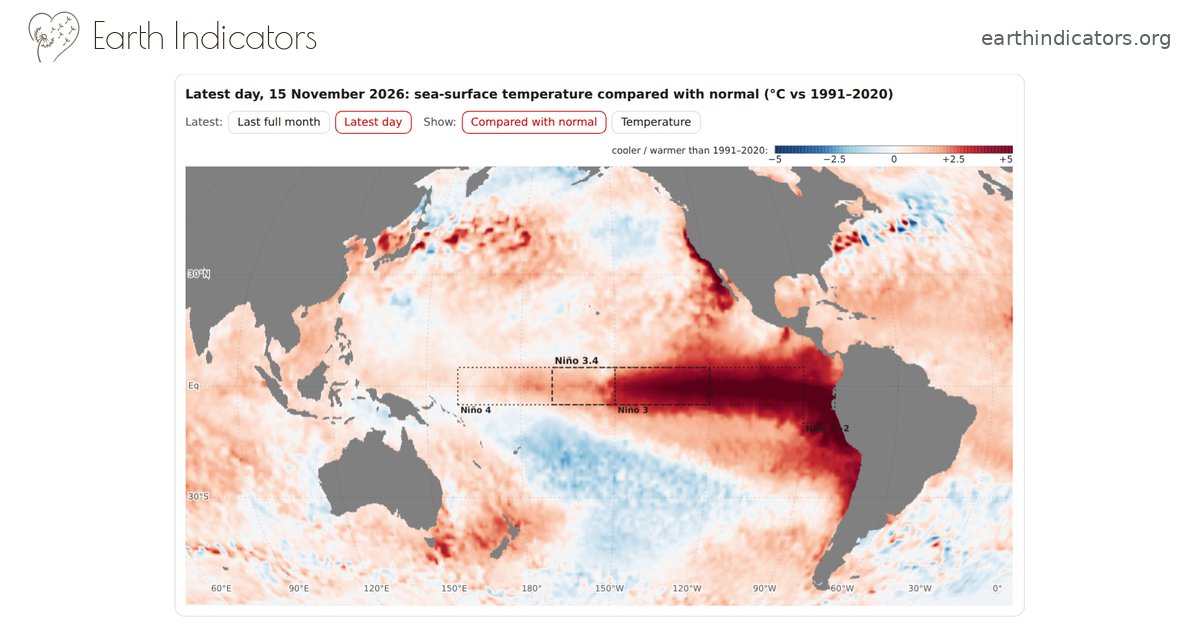 Earth Indicators
earthindicators.org
Latest day, 15 November 2026: sea-surface temperature compared with normal (°C vs 1991–2020)
Latest: Last full month Latest day Show: Compared with normal Temperature
cooler / warmer than 1991–2020:
−5 −2.5 0 +2.5 +5
30°N
Niño 3.4
Eq
Niño 4 Niño 3
30°S
60°E 90°E 120°E 150°E 180° 150°W 120°W 90°W 60°W 30°W 0°